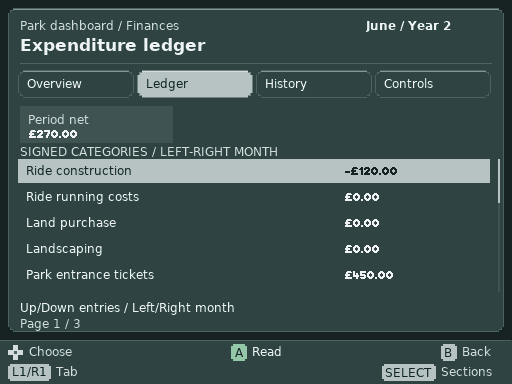 Park dashboard / Finances
June / Year 2
Expenditure ledger
Overview
Ledger
History
Controls
Period net
£270.00
SIGNED CATEGORIES / LEFT-RIGHT MONTH
Ride construction -£120.00
Ride running costs £0.00
Land purchase £0.00
Landscaping £0.00
Park entrance tickets £450.00
Up/Down entries / Left/Right month
Page 1 / 3
Choose
A Read
B Back
L1/R1 Tab
SELECT Sections